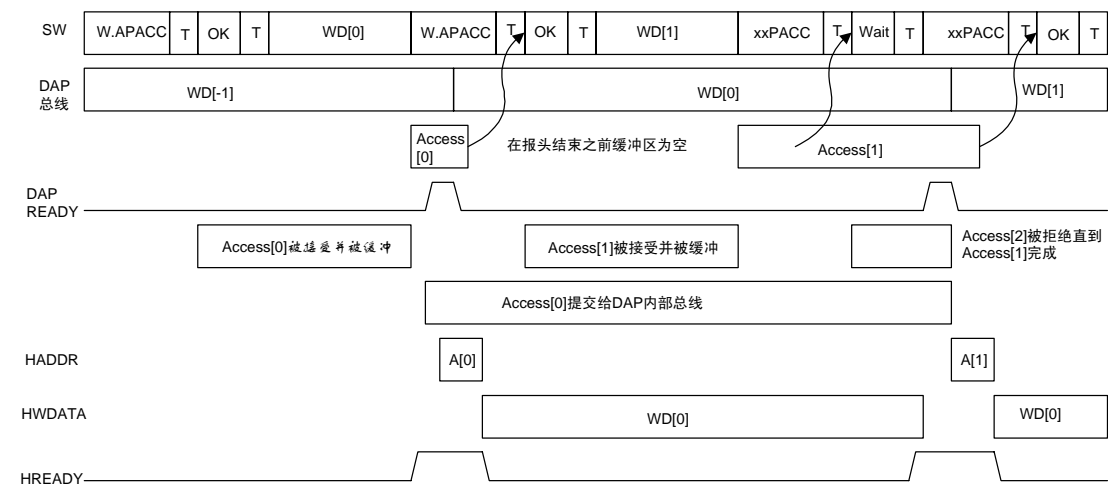 SW W.APACC T OK T WD[0] W.APACC T OK T WD[1] xxPACC T Wait T xxPACC T OK T
DAP
总线
WD[-1] WD[0] WD[1]
Access
[0]
在报头结束之前缓冲区为空
Access[1]
DAP
READY
Access[0]被接受并被缓冲
Access[1]被接受并被缓冲
Access[2]被拒绝直到
Access[1]完成
Access[0]提交给DAP内部总线
HADDR A[0] A[1]
HWDATA WD[0] WD[0]
HREADY